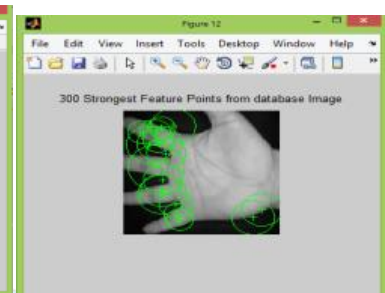 Figure 12
File Edit View Insert Tools Desktop Window Help
300 Strongest Feature Points from database Image